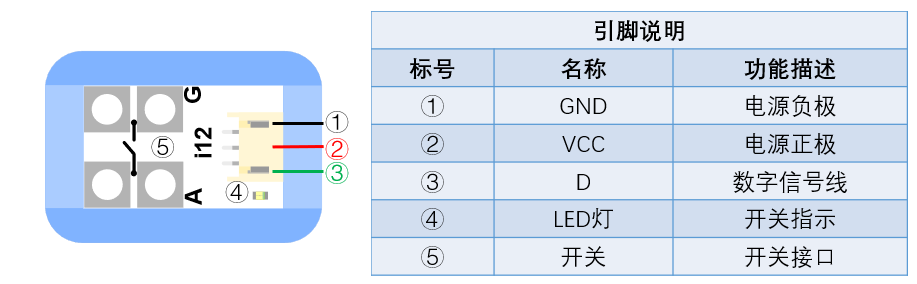 G
i12
A
①
②
③
④
⑤
引脚说明
标号 名称 功能描述
① GND 电源负极
② VCC 电源正极
③ D 数字信号线
④ LED灯 开关指示
⑤ 开关 开关接口